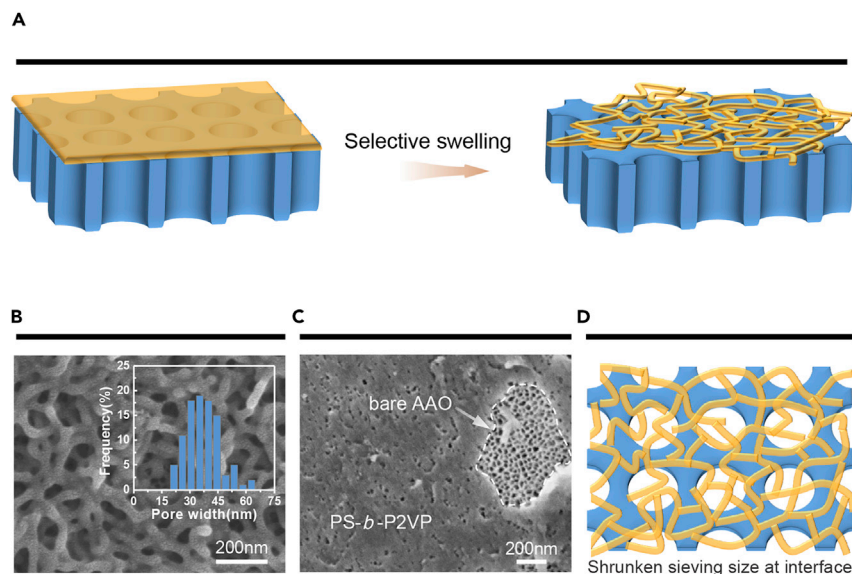 A
Selective swelling
B
C
D
25
20
15
10
5
0
Frequency(%)
0 15 30 45 60 75
Pore width(nm)
200nm
bare AAO
PS-b-P2VP
200nm
Shrunken sieving size at interface